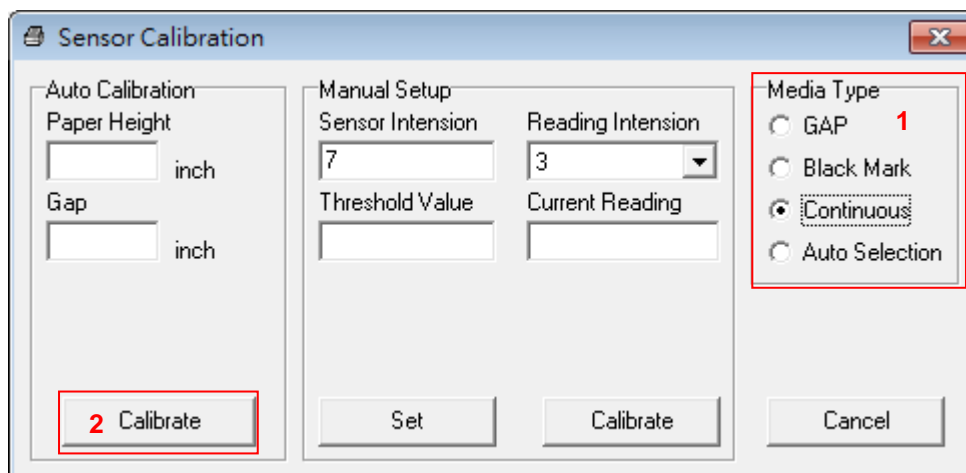 Sensor Calibration
Auto Calibration
Paper Height
inch
Gap
inch
2 Calibrate
Manual Setup
Sensor Intension Reading Intension
7 3
Threshold Value Current Reading
Set Calibrate
Media Type
GAP 1
Black Mark
Continuous
Auto Selection
Cancel